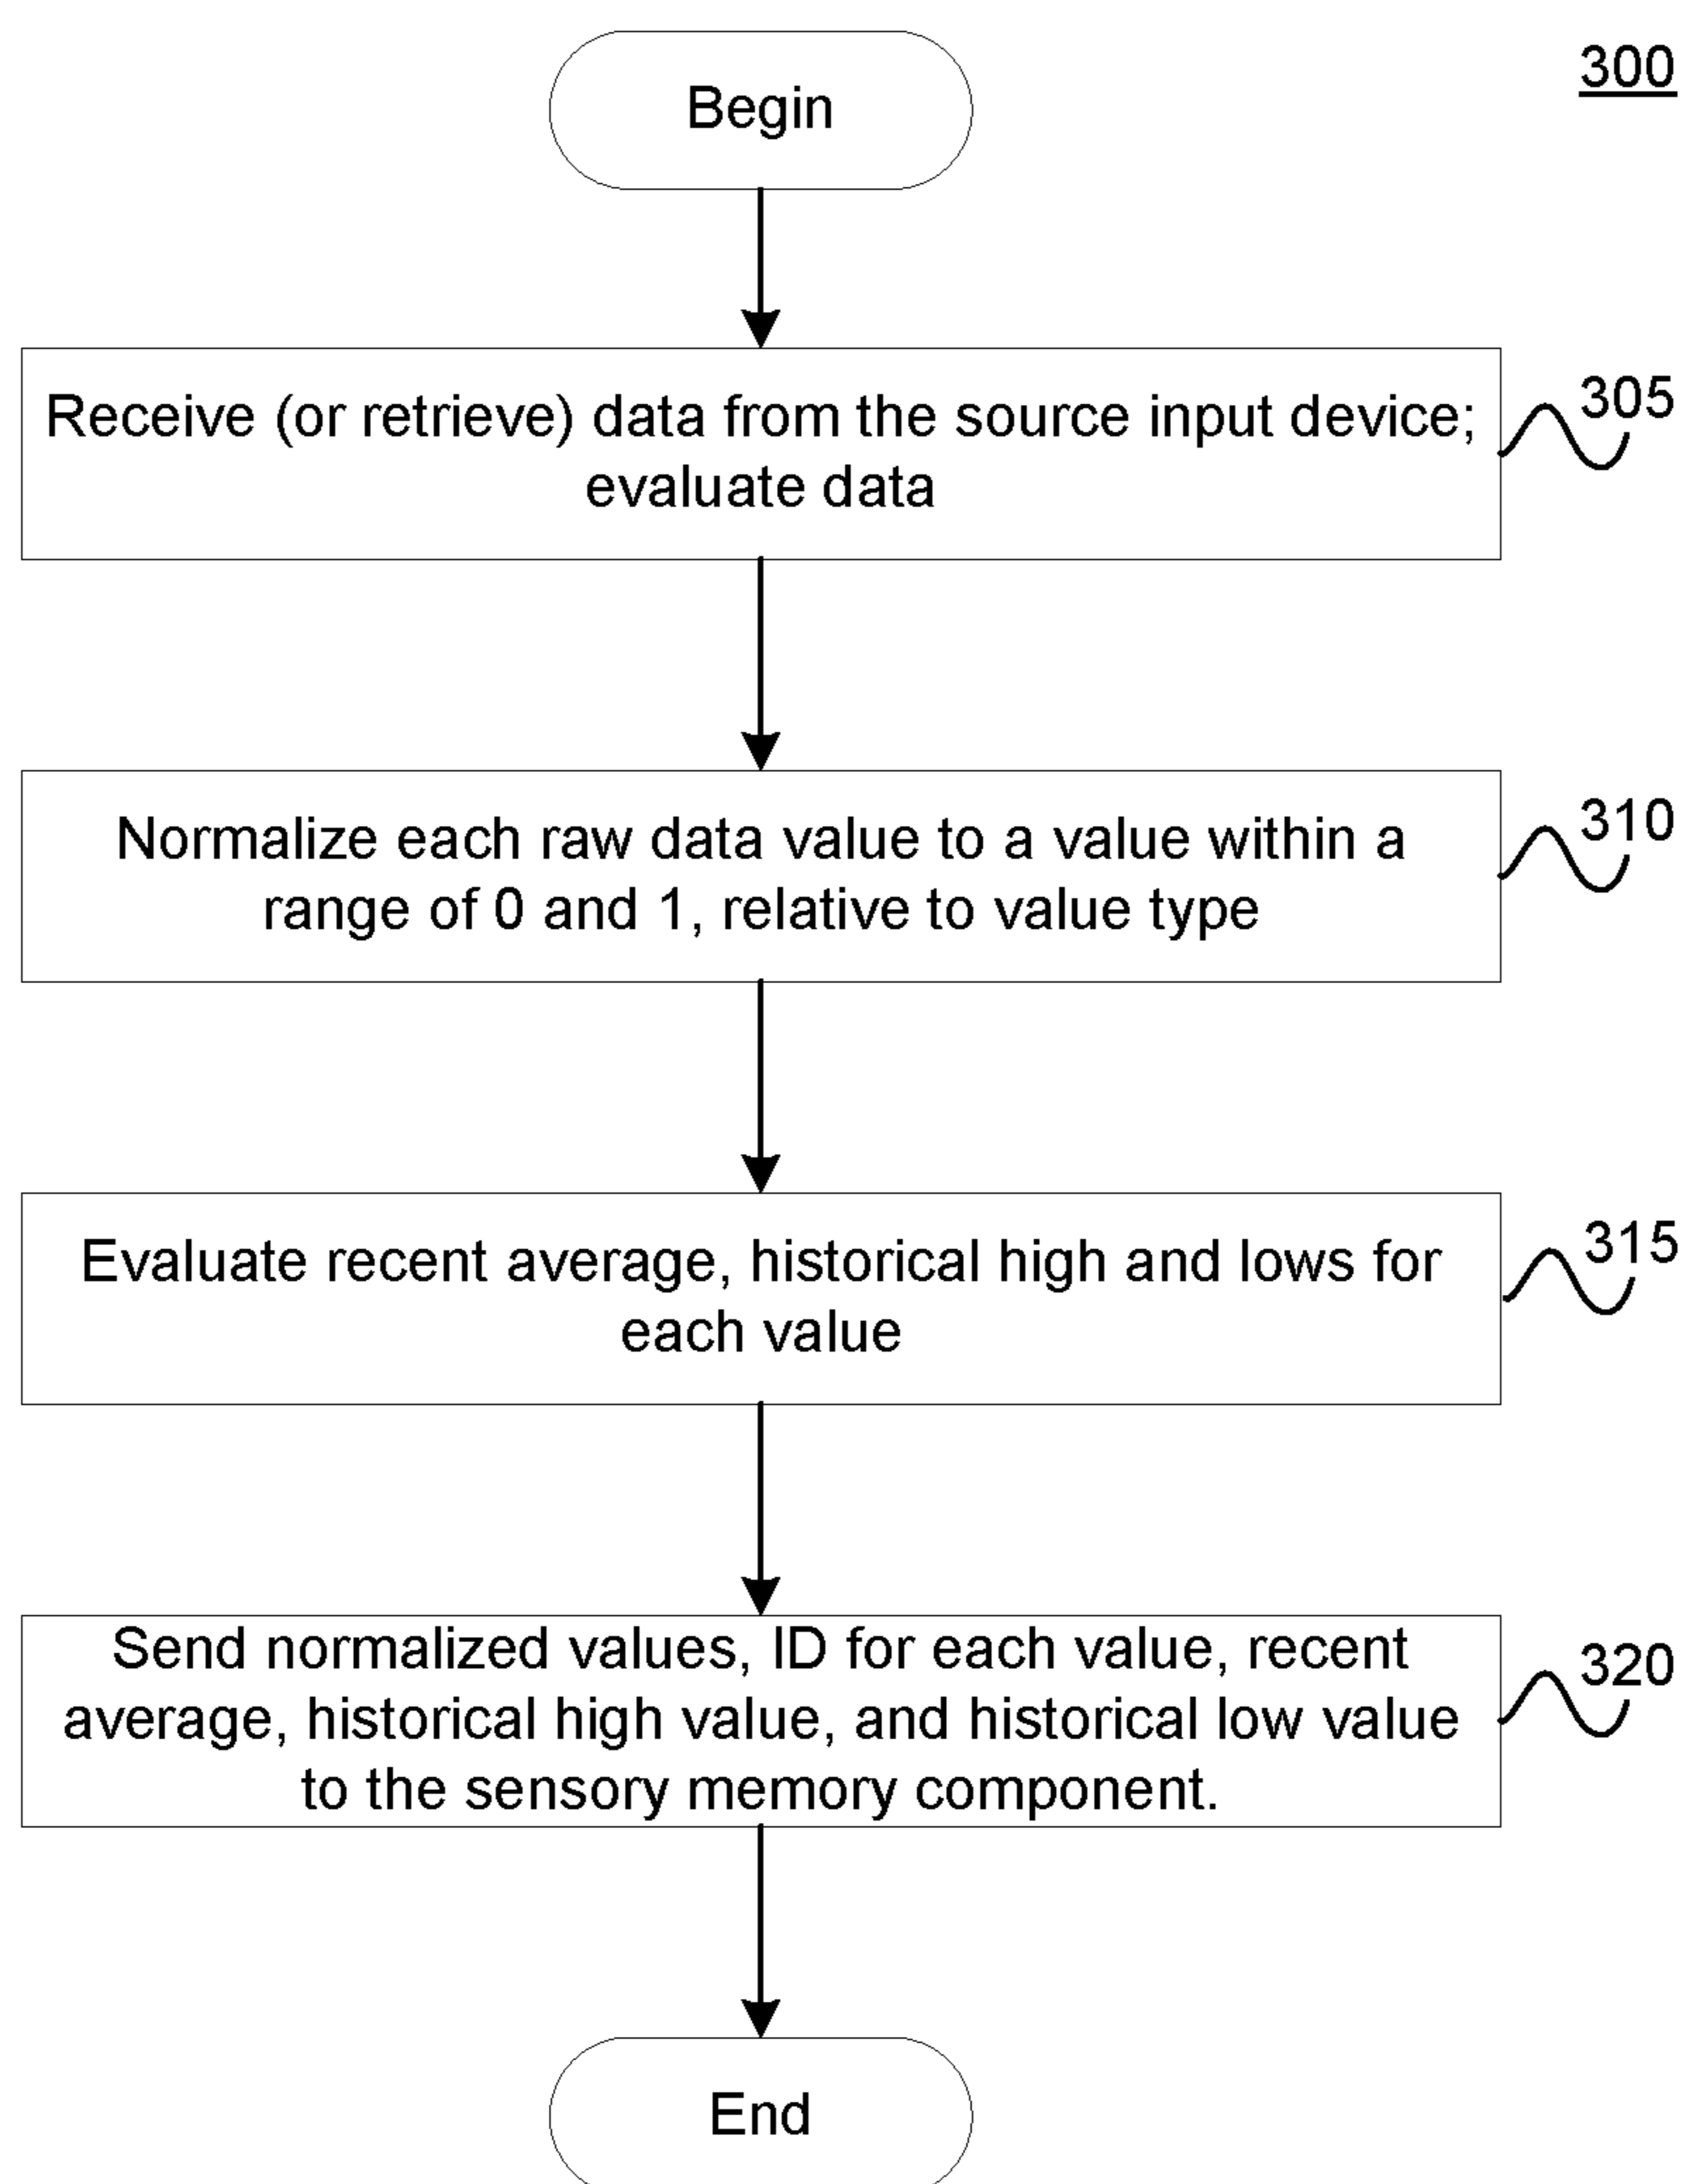 300
Begin
Receive (or retrieve) data from the source input device;
evaluate data
305
Normalize each raw data value to a value within a
range of 0 and 1, relative to value type
310
Evaluate recent average, historical high and lows for
each value
315
Send normalized values, ID for each value, recent
average, historical high value, and historical low value
to the sensory memory component.
320
End